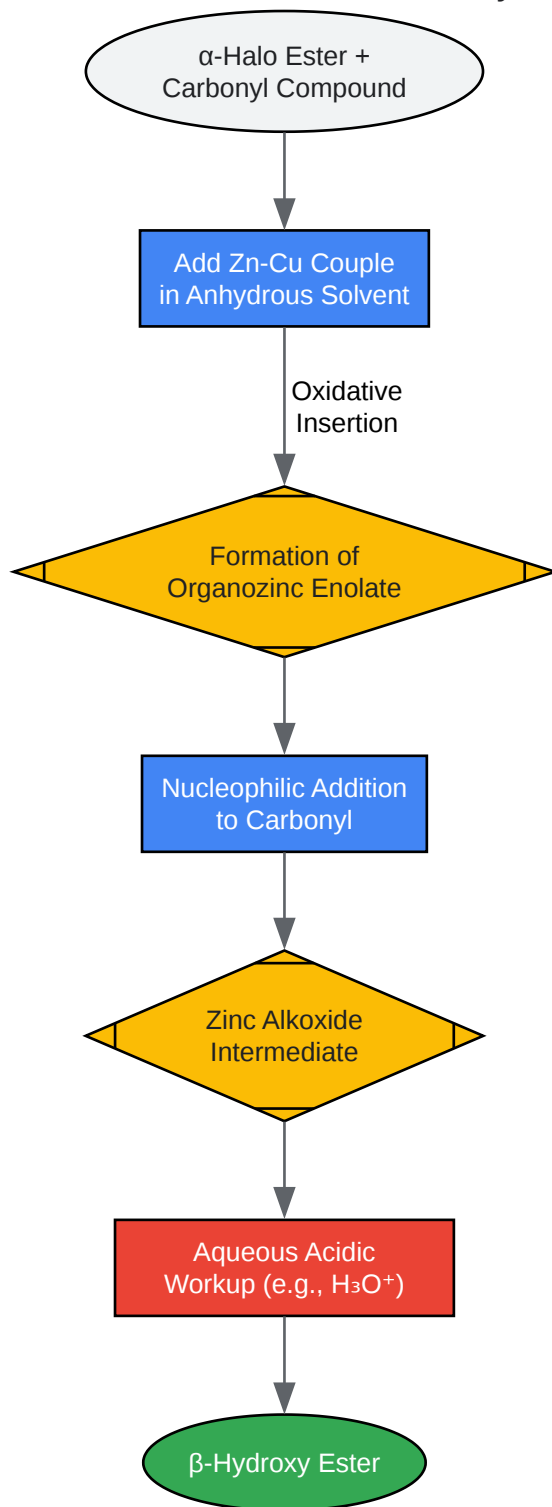 α-Halo Ester +
Carbonyl Compound
Add Zn-Cu Couple
in Anhydrous Solvent
Oxidative
Insertion
Formation of
Organozinc Enolate
Nucleophilic Addition
to Carbonyl
Zinc Alkoxide
Intermediate
Aqueous Acidic
Workup (e.g., H₃O⁺)
β-Hydroxy Ester